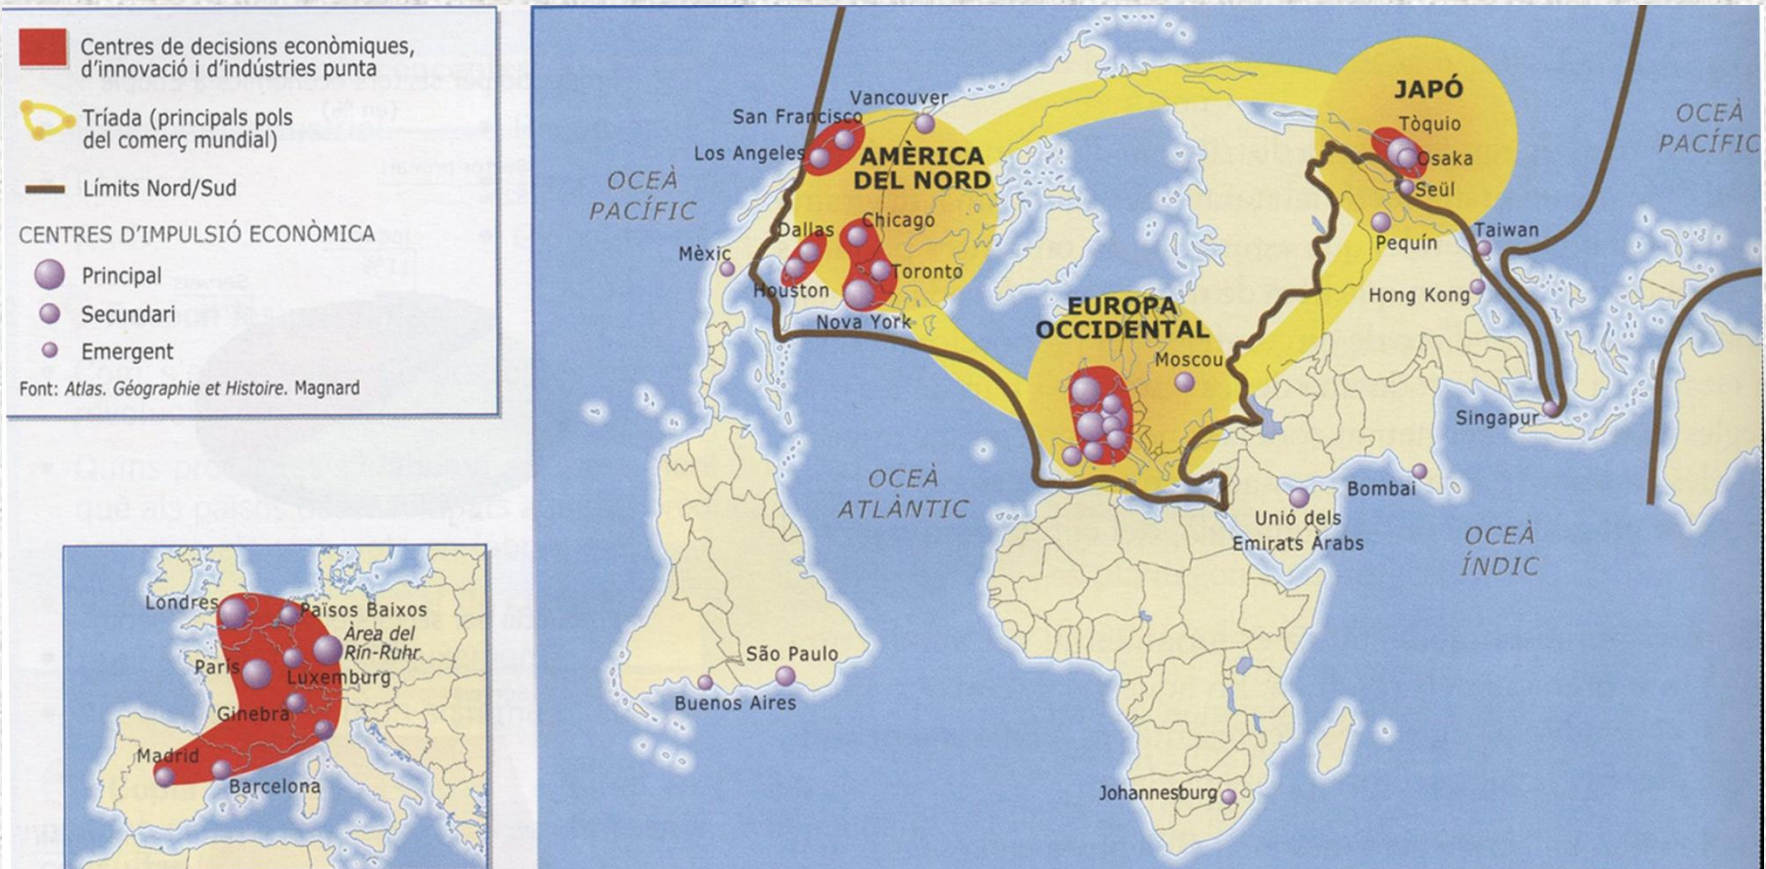 Centres de decisions econòmiques,
d'innovació i d'indústries punta
Tríada (principals pols
del comerç mundial)
Límits Nord/Sud
CENTRES D'IMPULSIÓ ECONÒMICA
Principal
Secundari
Emergent
Font: Atlas. Géographie et Histoire. Magnard
Londres
Països Baixos
Àrea del
Rín-Ruhr
París
Luxemburg
Ginebra
Madrid
Barcelona
Vancouver
San Francisco
Los Angeles
AMÈRICA
DEL NORD
OCEÀ
PACÍFIC
Chicago
Dallas
Mèxic
Toronto
Houston
Nova York
JAPÓ
Tòquio
Osaka
Seül
OCEÀ
PACÍFIC
Taiwan
Pequín
Hong Kong
EUROPA
OCCIDENTAL
Moscou
Singapur
OCEÀ
ATLÀNTIC
Bombai
Unió dels
Emirats Àrabs
OCEÀ
ÍNDIC
São Paulo
Buenos Aires
Johannesburg